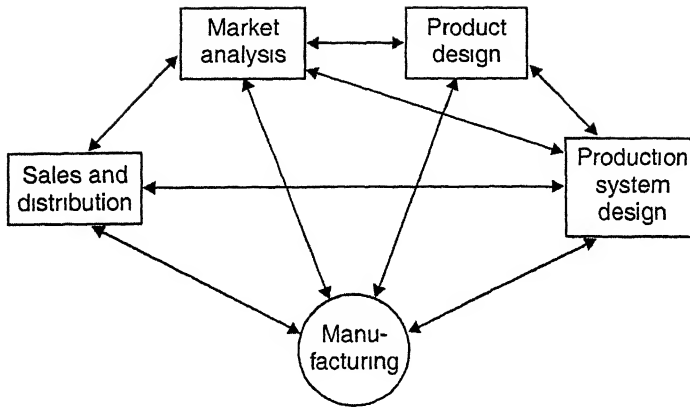 Market
analysis
Product
design
Sales and
distribution
Production
system
design
Manu-
facturing